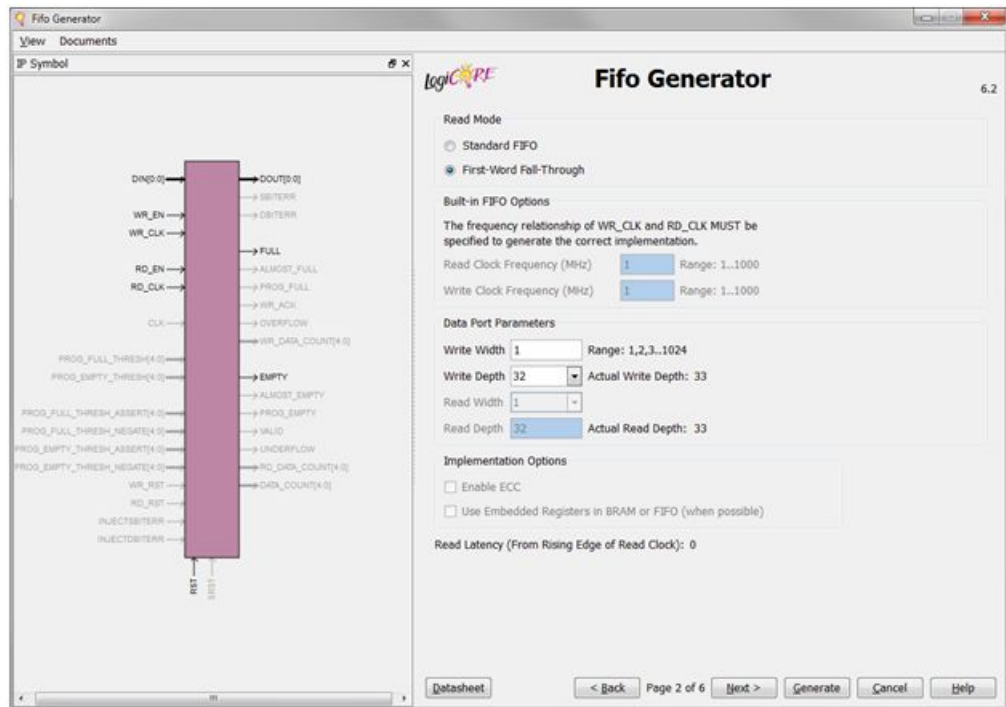 Fifo Generator
View Documents
IP Symbol
DIN[0:0]
WR_EN
WR_CLK
RD_EN
RD_CLK
CLK
PROG_FULL_THRESH[4:0]
PROG_EMPTY_THRESH[4:0]
PROG_FULL_THRESH_ASSERT[4:0]
PROG_FULL_THRESH_NEGATE[4:0]
PROG_EMPTY_THRESH_ASSERT[4:0]
PROG_EMPTY_THRESH_NEGATE[4:0]
WR_RST
RD_RST
INJECTSBITERR
INJECTDBITERR
DOUT[0:0]
SBITERR
DBITERR
FULL
ALMOST_FULL
PROG_FULL
WR_ACK
OVERFLOW
WR_DATA_COUNT[4:0]
EMPTY
ALMOST_EMPTY
PROG_EMPTY
VALID
UNDERFLOW
RD_DATA_COUNT[4:0]
DATA_COUNT[4:0]
RST
SRST
LogiCORE
Fifo Generator
6.2
Read Mode
Standard FIFO
First-Word Fall-Through
Built-in FIFO Options
The frequency relationship of WR_CLK and RD_CLK MUST be
specified to generate the correct implementation.
Read Clock Frequency (MHz) 1 Range: 1..1000
Write Clock Frequency (MHz) 1 Range: 1..1000
Data Port Parameters
Write Width 1 Range: 1,2,3..1024
Write Depth 32 Actual Write Depth: 33
Read Width 1
Read Depth 32 Actual Read Depth: 33
Implementation Options
Enable ECC
Use Embedded Registers in BRAM or FIFO (when possible)
Read Latency (From Rising Edge of Read Clock): 0
Datasheet < Back Page 2 of 6 Next > Generate Cancel Help